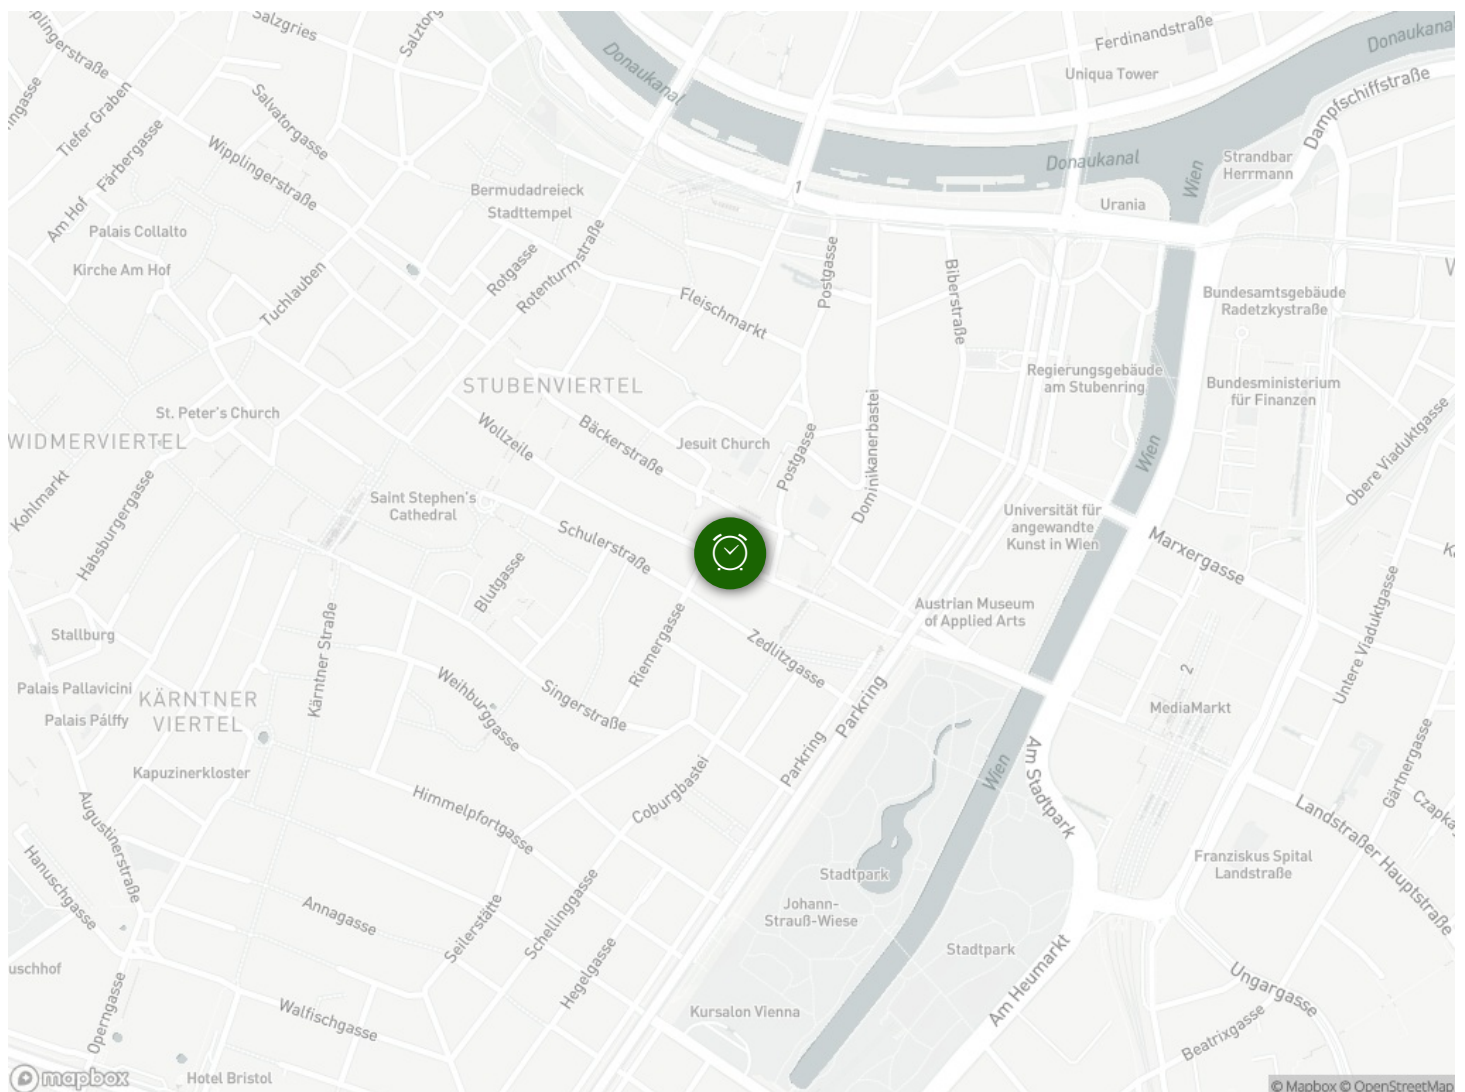 Salzgries
Salztorg
plingerstraße
Donaukanal
Ferdinandstraße
Donaukanal
Uniqua Tower
Dampfschiffstraße
ngasse
Tiefer Graben
Salvatorgasse
Färbergasse
Wipplingerstraße
Donaukanal
Strandbar
Herrmann
Wien
Bermudadreieck
Stadttempel
1
Urania
Am Hof
Palais Collalto
Kirche Am Hof
Tuchlauben
Rotgasse
Rotenturmstraße
Fleischmarkt
Postgasse
Biberstraße
W
Bundesamtsgebäude
Radetzkystraße
Regierungsgebäude
am Stubenring
Bundesministerium
für Finanzen
STUBENVIERTEL
St. Peter's Church
WIDMERVIERTEL
Wollzeile
Bäckerstraße
Jesuit Church
Postgasse
Dominikanerbastei
Wien
Obere Viaduktgasse
Kohlmarkt
Habsburgergasse
Saint Stephen's
Cathedral
Schulerstraße
Universität für
angewandte
Kunst in Wien
Marxergasse
Blutgasse
Austrian Museum
of Applied Arts
Stallburg
Kärntner Straße
Riemergasse
Zedlitzgasse
Untere Viaduktgasse
Palais Pallavicini
Palais Pálffy
KÄRNTNER
VIERTEL
Weihburggasse
Singerstraße
Parkring
Parkring
2
MediaMarkt
Kapuzinerkloster
Wien
Am Stadtpark
Gärtnergasse
Augustinerstraße
Himmelpfortgasse
Coburgbastei
Czapka
Landstraßer Hauptstraße
Hanuschgasse
Stadtpark
Franziskus Spital
Landstraße
Johann-
Strauß-Wiese
Annagasse
Seilerstätte
Schellinggasse
Stadtpark
uschhof
Hegelgasse
Am Heumarkt
Ungargasse
Operngasse
Walfischgasse
Kursalon Vienna
Beatrixgasse
mapbox
Hotel Bristol
© Mapbox © OpenStreetMap